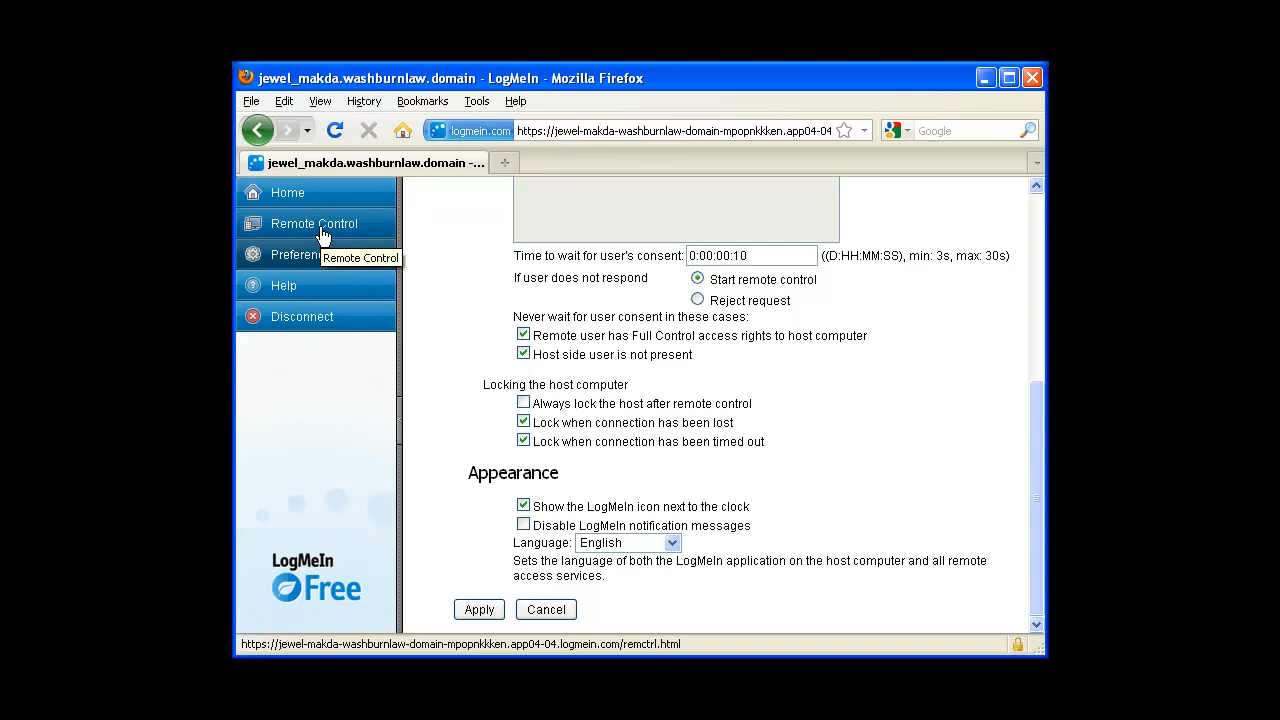 jewel_makda.washburnlaw.domain - LogMeIn - Mozilla Firefox
File Edit View History Bookmarks Tools Help
logmein.com https://jewel-makda-washburnlaw-domain-mpopnkkken.app04-04 Google
jewel_makda.washburnlaw.domain -...
Home
Remote Control
Preferen
Remote Control
Help
Disconnect
LogMeIn
Free
Time to wait for user's consent: 0:00:00:10 ((D:HH:MM:SS), min: 3s, max: 30s)
If user does not respond Start remote control
Reject request
Never wait for user consent in these cases:
Remote user has Full Control access rights to host computer
Host side user is not present
Locking the host computer
Always lock the host after remote control
Lock when connection has been lost
Lock when connection has been timed out
Appearance
Show the LogMeIn icon next to the clock
Disable LogMeIn notification messages
Language: English
Sets the language of both the LogMeIn application on the host computer and all remote
access services.
Apply Cancel
https://jewel-makda-washburnlaw-domain-mpopnkkken.app04-04.logmein.com/remctrl.html